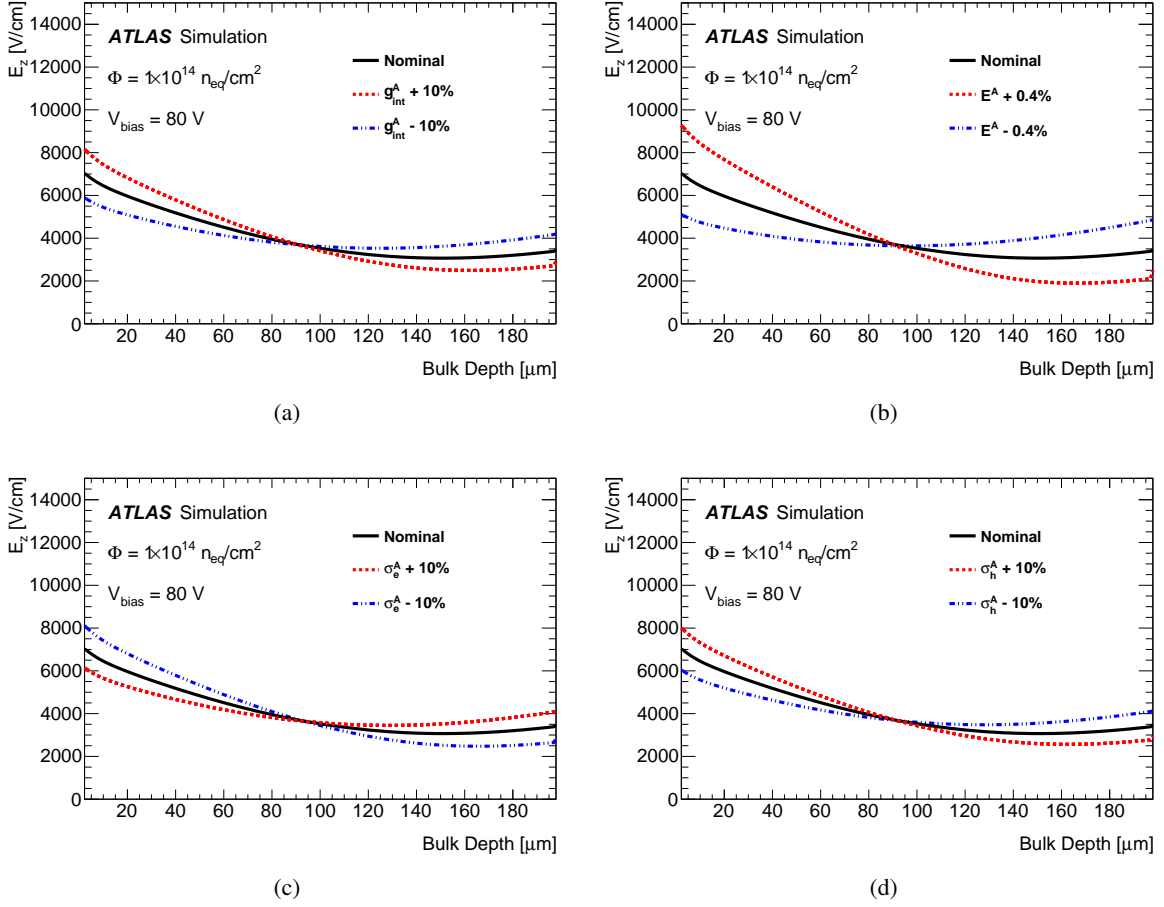 E_z [V/cm]
14000
12000
10000
8000
6000
4000
2000
0
ATLAS Simulation
Φ = 1×10^14 n_eq/cm^2
V_bias = 80 V
Nominal
g_int^A + 10%
g_int^A - 10%
20 40 60 80 100 120 140 160 180
Bulk Depth [μm]
(a)
E_z [V/cm]
14000
12000
10000
8000
6000
4000
2000
0
ATLAS Simulation
Φ = 1×10^14 n_eq/cm^2
V_bias = 80 V
Nominal
E^A + 0.4%
E^A - 0.4%
20 40 60 80 100 120 140 160 180
Bulk Depth [μm]
(b)
E_z [V/cm]
14000
12000
10000
8000
6000
4000
2000
0
ATLAS Simulation
Φ = 1×10^14 n_eq/cm^2
V_bias = 80 V
Nominal
σ_e^A + 10%
σ_e^A - 10%
20 40 60 80 100 120 140 160 180
Bulk Depth [μm]
(c)
E_z [V/cm]
14000
12000
10000
8000
6000
4000
2000
0
ATLAS Simulation
Φ = 1×10^14 n_eq/cm^2
V_bias = 80 V
Nominal
σ_h^A + 10%
σ_h^A - 10%
20 40 60 80 100 120 140 160 180
Bulk Depth [μm]
(d)